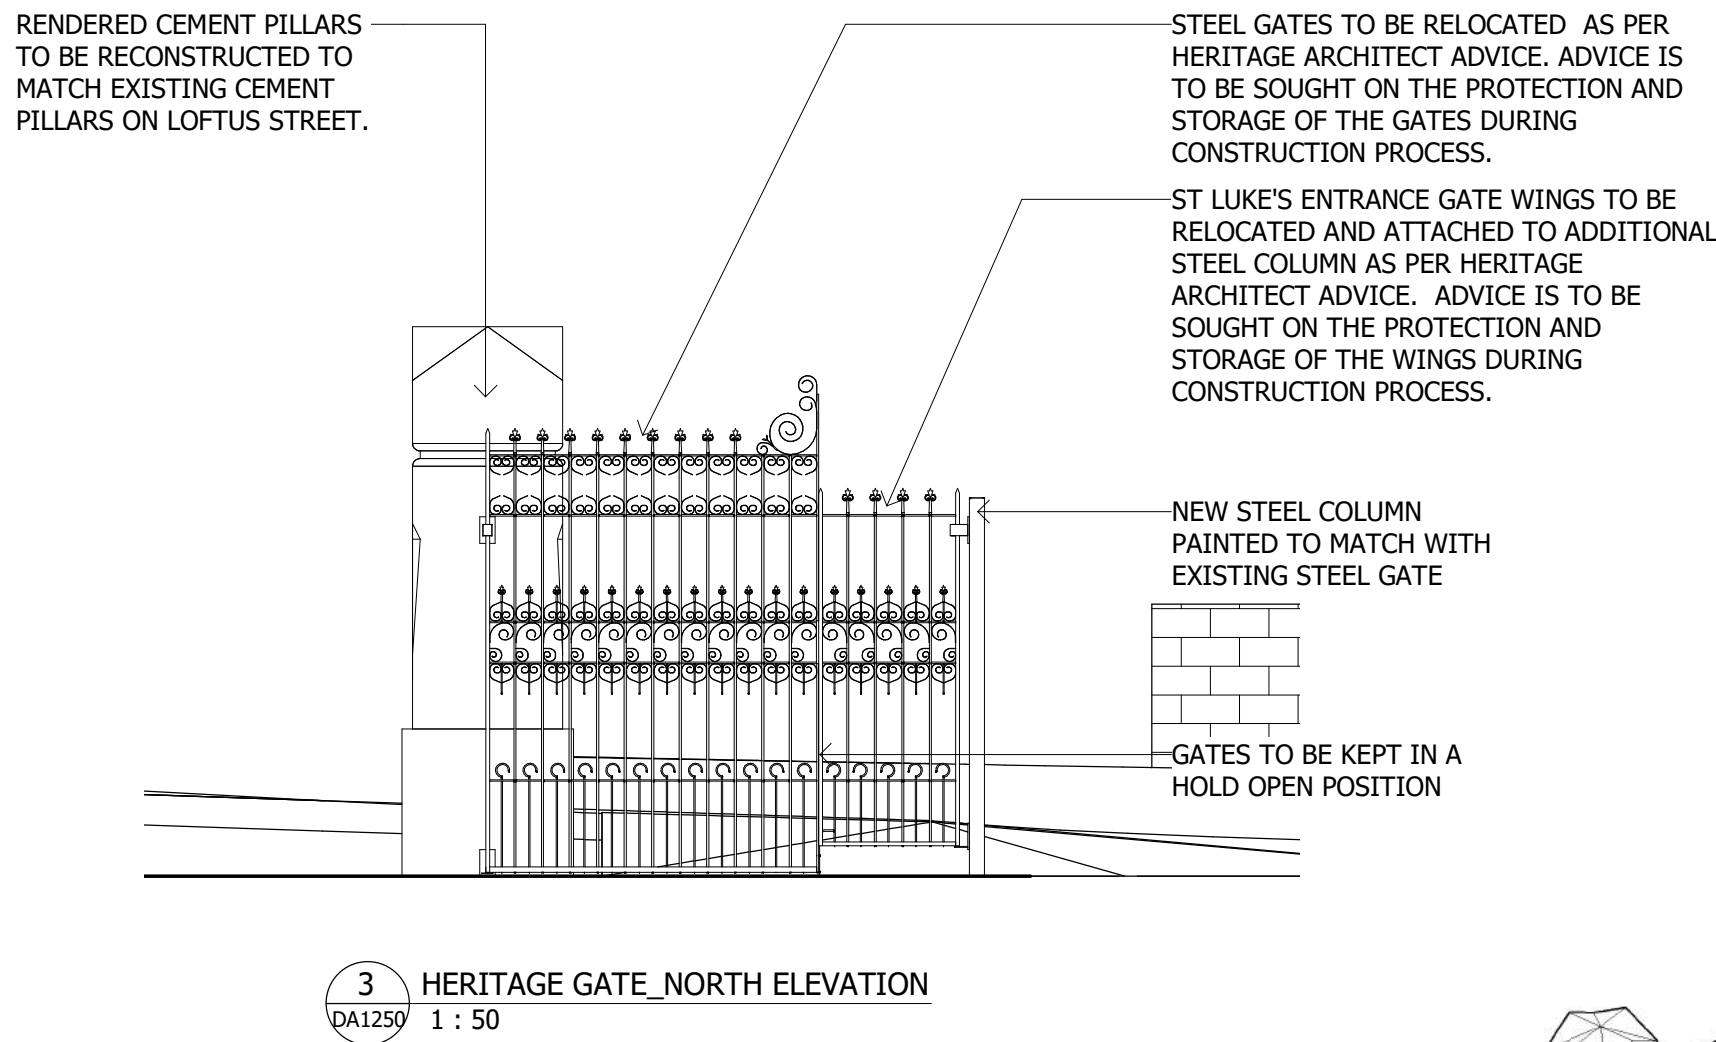 RENDERED CEMENT PILLARS
TO BE RECONSTRUCTED TO
MATCH EXISTING CEMENT
PILLARS ON LOFTUS STREET.
STEEL GATES TO BE RELOCATED  AS PER
HERITAGE ARCHITECT ADVICE. ADVICE IS
TO BE SOUGHT ON THE PROTECTION AND
STORAGE OF THE GATES DURING
CONSTRUCTION PROCESS.
ST LUKE'S ENTRANCE GATE WINGS TO BE
RELOCATED AND ATTACHED TO ADDITIONAL
STEEL COLUMN AS PER HERITAGE
ARCHITECT ADVICE.  ADVICE IS TO BE
SOUGHT ON THE PROTECTION AND
STORAGE OF THE WINGS DURING
CONSTRUCTION PROCESS.
NEW STEEL COLUMN
PAINTED TO MATCH WITH
EXISTING STEEL GATE
GATES TO BE KEPT IN A
HOLD OPEN POSITION
3
HERITAGE GATE_NORTH ELEVATION
DA1250
1 : 50